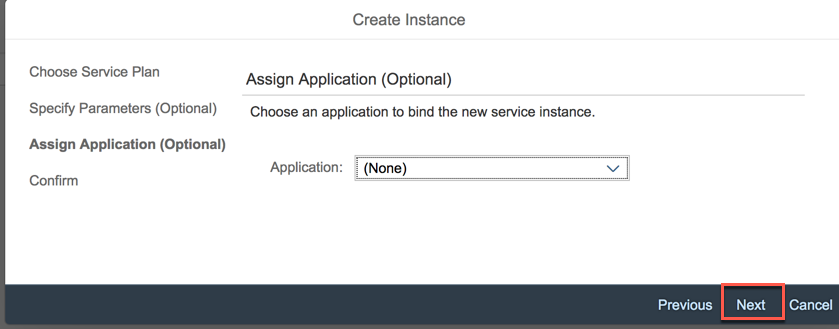 Create Instance
Choose Service Plan
Specify Parameters (Optional)
Assign Application (Optional)
Confirm
Assign Application (Optional)
Choose an application to bind the new service instance.
Application: (None)
Previous Next Cancel